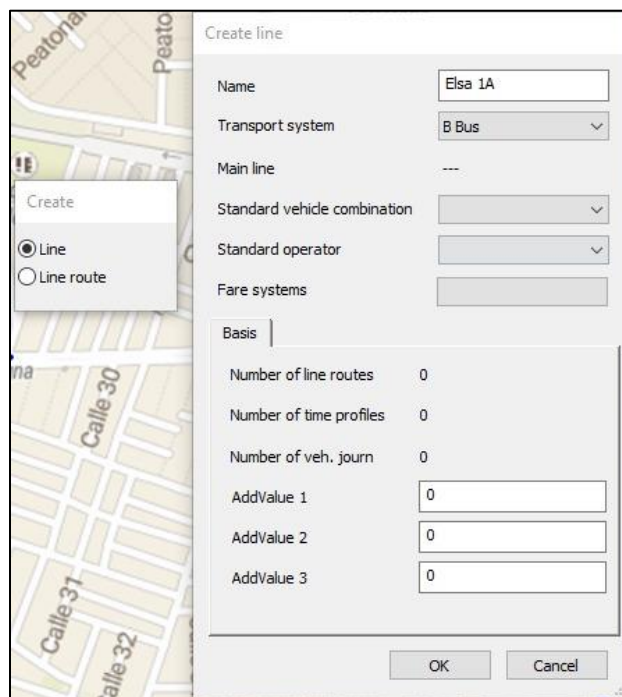 Peatonal
Peato
Create line
Name
Elsa 1A
Transport system
B Bus
Main line
---
Create
Standard vehicle combination
Line
Standard operator
Line route
Fare systems
Basis
Number of line routes
0
na
Calle 30
Number of time profiles
0
Number of veh. journ
0
AddValue 1
0
AddValue 2
0
AddValue 3
0
Calle 31
Calle 32
OK
Cancel